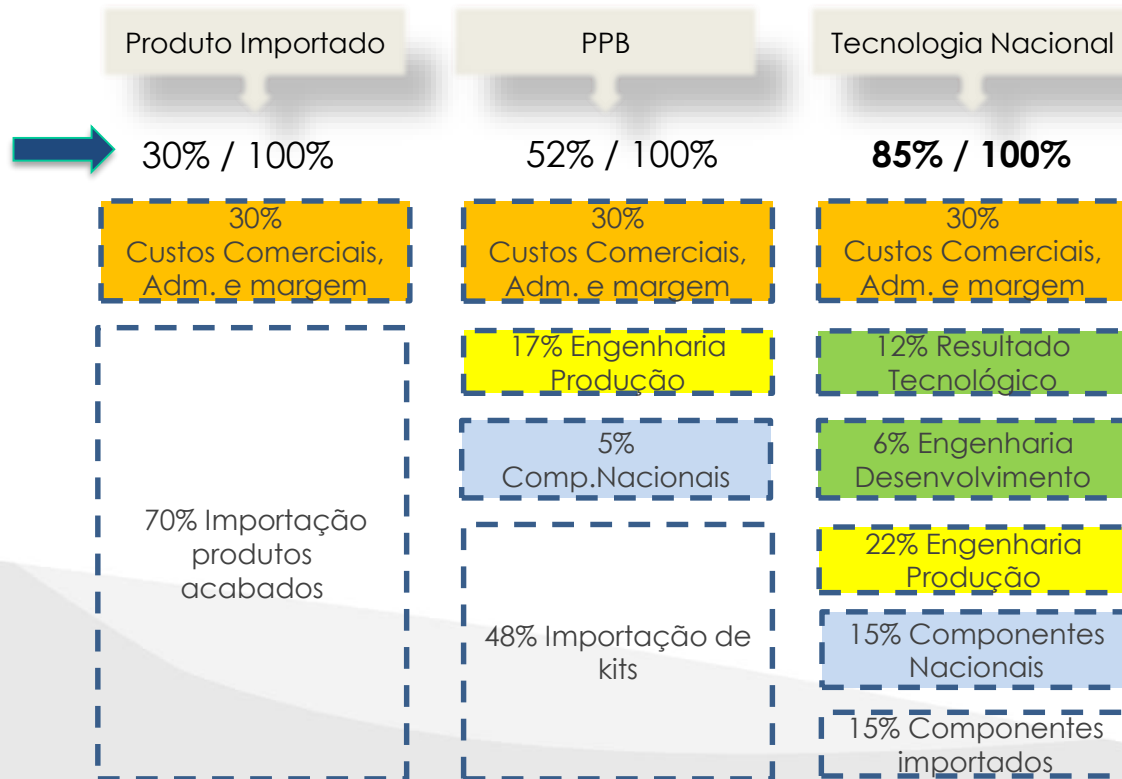 Produto Importado
30% / 100%
30%
Custos Comerciais,
Adm. e margem
70% Importação
produtos
acabados
PPB
52% / 100%
30%
Custos Comerciais,
Adm. e margem
17% Engenharia
Produção
5%
Comp.Nacionais
48% Importação de
kits
Tecnologia Nacional
85% / 100%
30%
Custos Comerciais,
Adm. e margem
12% Resultado
Tecnológico
6% Engenharia
Desenvolvimento
22% Engenharia
Produção
15% Componentes
Nacionais
15% Componentes
importados